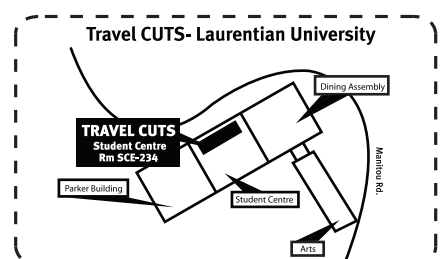 Travel CUTS- Laurentian University
Dining Assembly
TRAVEL CUTS
Student Centre
Rm SCE-234
Manitou Rd.
Parker Building
Student Centre
Arts